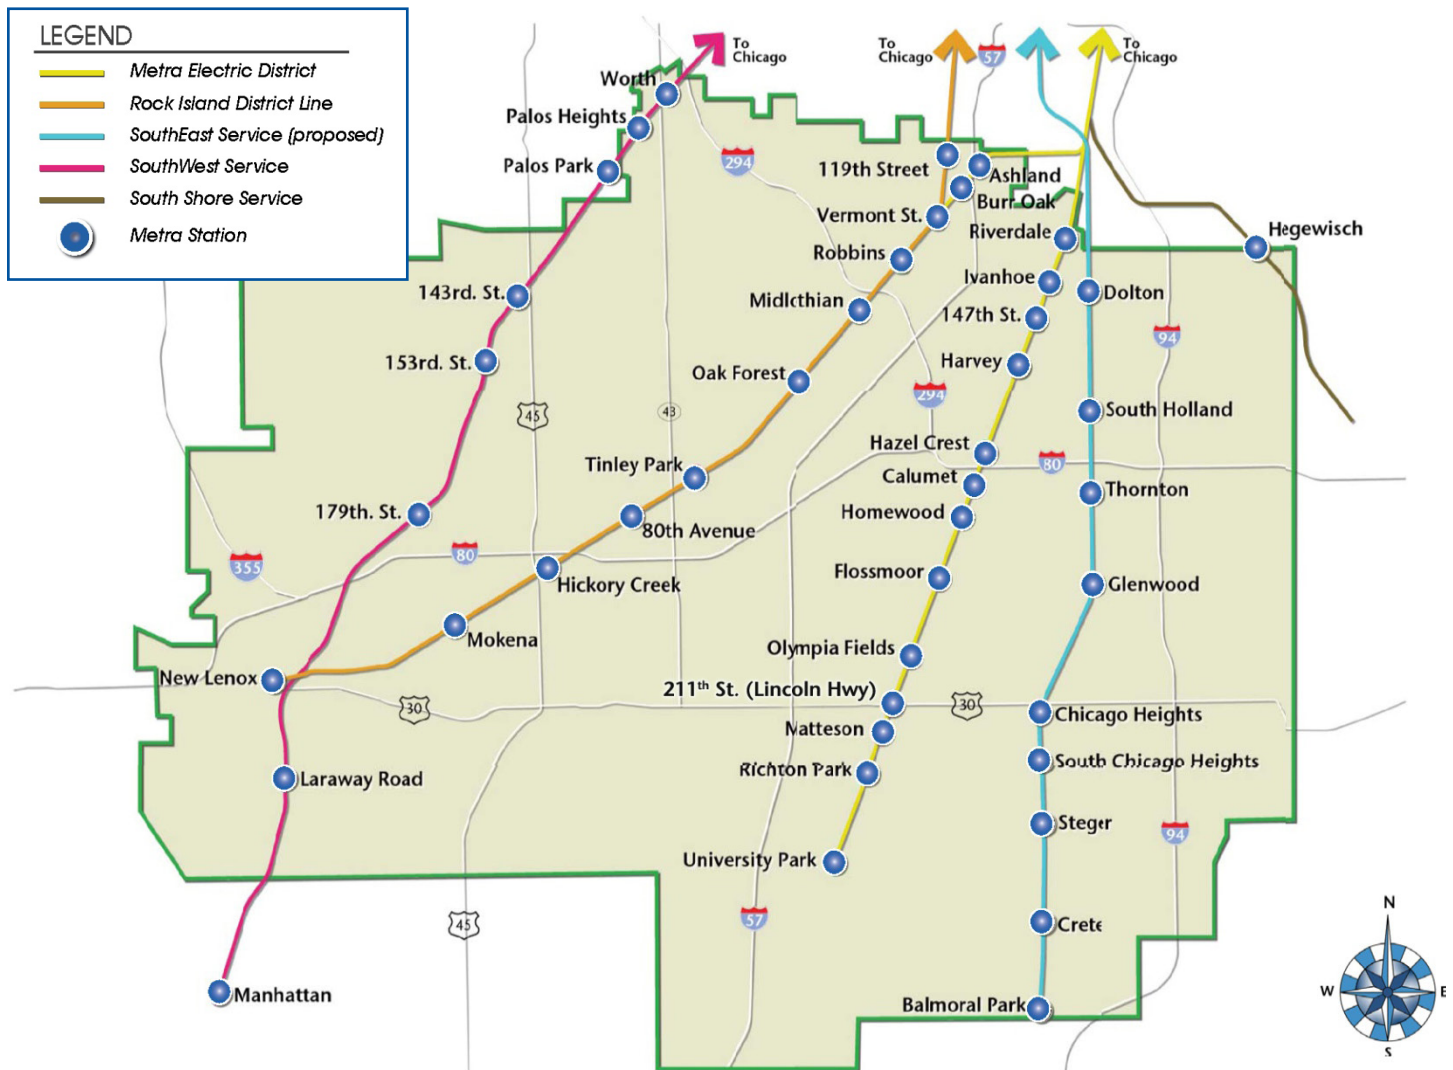 LEGEND
Metra Electric District
Rock Island District Line
SouthEast Service (proposed)
SouthWest Service
South Shore Service
Metra Station
To
Chicago
To
Chicago
57
To
Chicago
Worth
Palos Heights
Palos Park
294
119th Street
Ashland
Burr Oak
Vermont St.
Riverdale
Hegewisch
Robbins
Ivanhoe
Dolton
143rd. St.
Midlothian
147th St.
94
153rd. St.
Harvey
Oak Forest
294
45
43
South Holland
Hazel Crest
Tinley Park
80
Calumet
Thornton
179th. St.
Homewood
80th Avenue
80
355
Flossmoor
Hickory Creek
Glenwood
Mokena
Olympia Fields
New Lenox
211th St. (Lincoln Hwy)
30
30
Chicago Heights
Matteson
South Chicago Heights
Richton Park
Laraway Road
Steger
94
University Park
45
57
Crete
N
Manhattan
Balmoral Park
W
E
S